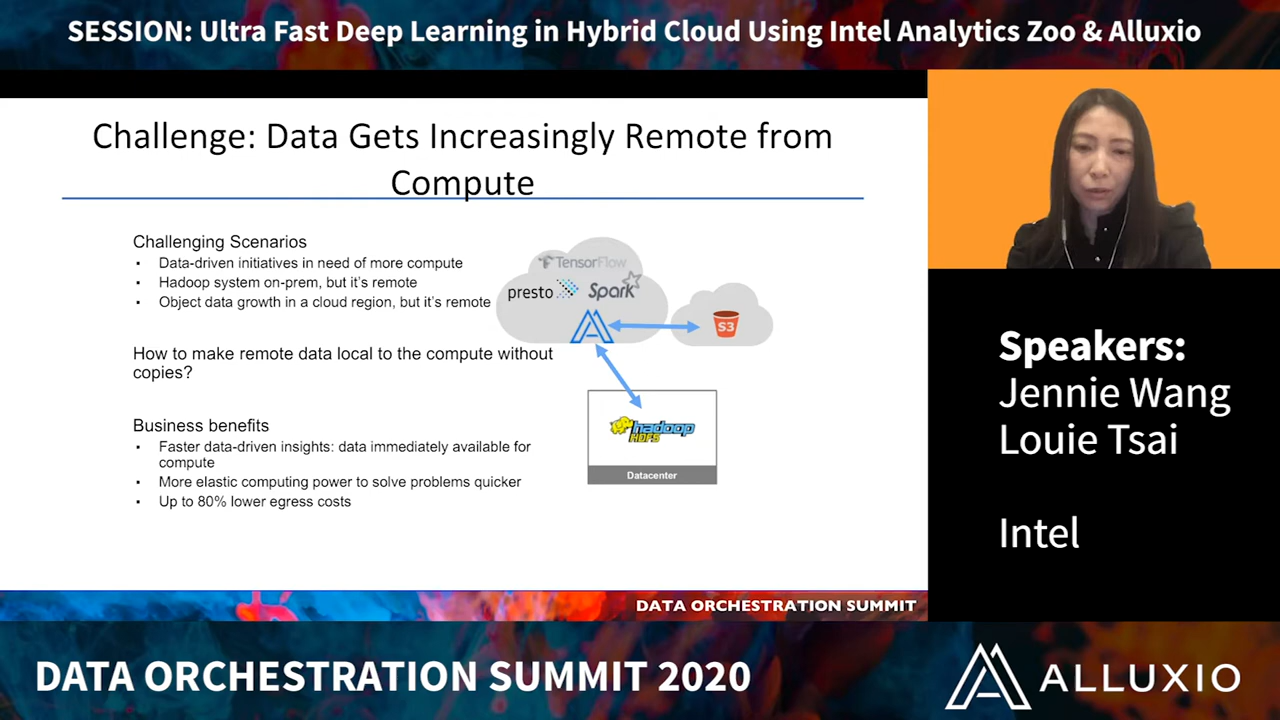 SESSION: Ultra Fast Deep Learning in Hybrid Cloud Using Intel Analytics Zoo & Alluxio
Challenge: Data Gets Increasingly Remote from
Compute
Challenging Scenarios
▪ Data-driven initiatives in need of more compute
▪ Hadoop system on-prem, but it's remote
▪ Object data growth in a cloud region, but it's remote
How to make remote data local to the compute without
copies?
Business benefits
▪ Faster data-driven insights: data immediately available for
compute
▪ More elastic computing power to solve problems quicker
▪ Up to 80% lower egress costs
TensorFlow
presto
Spark
S3
hadoop
HDFS
Datacenter
DATA ORCHESTRATION SUMMIT
Speakers:
Jennie Wang
Louie Tsai
Intel
DATA ORCHESTRATION SUMMIT 2020
ALLUXIO